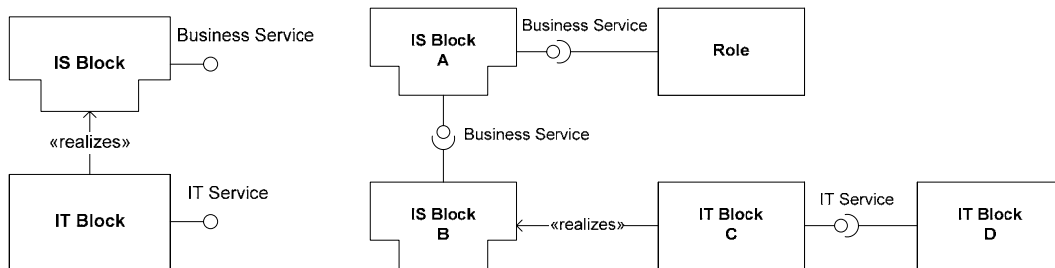 Business Service
IS Block
«realizes»
IT Service
IT Block
Business Service
IS Block
A
Role
Business Service
IS Block
B
«realizes»
IT Block
C
IT Service
IT Block
D